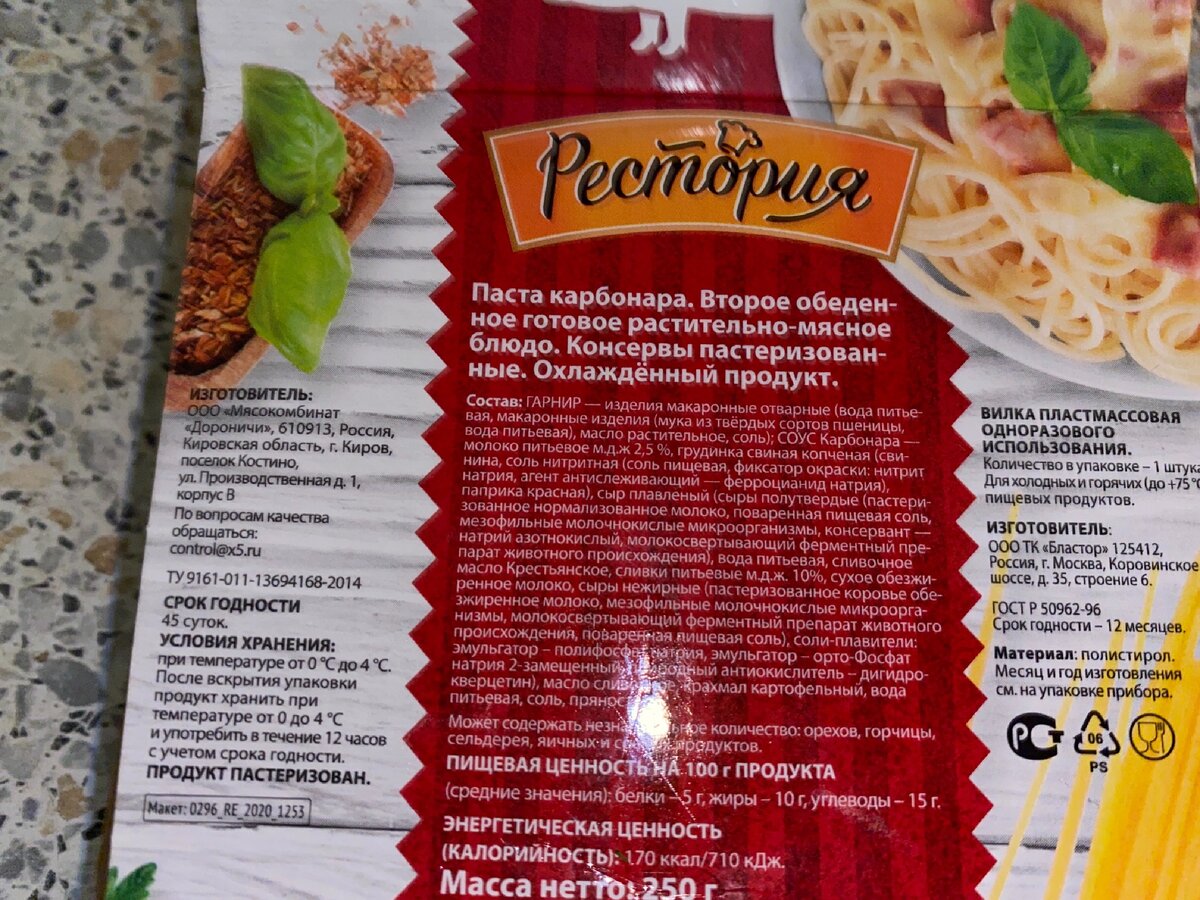 Рестория
Паста карбонара. Второе обеден-
ное готовое растительно-мясное
блюдо. Консервы пастеризован-
ные. Охлаждённый продукт.
Состав: ГАРНИР — изделия макаронные отварные (вода питье-
вая, макаронные изделия (мука из твёрдых сортов пшеницы,
вода питьевая), масло растительное, соль); СОУС Карбонара —
молоко питьевое м.д.ж 2,5 %, грудинка свиная копченая (сви-
нина, соль нитритная (соль пищевая, фиксатор окраски: нитрит
натрия, агент антислеживающий — ферроцианид натрия),
паприка красная), сыр плавленый (сыры полутвердые (пастери-
зованное нормализованное молоко, поваренная пищевая соль,
мезофильные молочнокислые микроорганизмы, консервант —
натрий азотнокислый, молокосвертывающий ферментный пре-
парат животного происхождения), вода питьевая, сливочное
масло Крестьянское, сливки питьевые м.д.ж. 10%, сухое обезжи-
ренное молоко, сыры нежирные (пастеризованное коровье обе-
зжиренное молоко, мезофильные молочнокислые микроорга-
низмы, молокосвертывающий ферментный препарат животного
происхождения, поваренная пищевая соль), соли-плавители:
эмульгатор – полифосфат натрия, эмульгатор – орто-Фосфат
натрия 2-замещенный, антиокислитель – дигидро-
кверцетин), масло крахмал картофельный, вода
питьевая, соль,
Может содержать количество: орехов, горчицы,
сельдерея, яичных и продуктов.
ПИЩЕВАЯ ЦЕННОСТЬ НА 100 г ПРОДУКТА
(средние значения): белки – 5 г, жиры – 10 г, углеводы – 15 г.
ЭНЕРГЕТИЧЕСКАЯ ЦЕННОСТЬ
(КАЛОРИЙНОСТЬ): 170 ккал/710 кДж.
Масса нетто: 250 г
ИЗГОТОВИТЕЛЬ:
ООО «Мясокомбинат
«Дороничи», 610913, Россия,
Кировская область, г. Киров,
поселок Костино,
ул. Производственная д. 1,
корпус В
По вопросам качества
обращаться:
control@x5.ru
ТУ 9161-011-13694168-2014
СРОК ГОДНОСТИ
45 суток.
УСЛОВИЯ ХРАНЕНИЯ:
при температуре от 0 °С до 4 °С.
После вскрытия упаковки
продукт хранить при
температуре от 0 до 4 °С
и употребить в течение 12 часов
с учетом срока годности.
ПРОДУКТ ПАСТЕРИЗОВАН.
Макет: 0296_RE_2020_1253
ВИЛКА ПЛАСТМАССОВАЯ
ОДНОРАЗОВОГО
ИСПОЛЬЗОВАНИЯ.
Количество в упаковке – 1 штука
Для холодных и горячих (до +75 °С
пищевых продуктов.
ИЗГОТОВИТЕЛЬ:
ООО ТК «Бластор» 125412,
Россия, г. Москва, Коровинское
шоссе, д. 35, строение 6.
ГОСТ Р 50962-96
Срок годности – 12 месяцев.
Материал: полистирол.
Месяц и год изготовления
см. на упаковке прибора.
06
PS